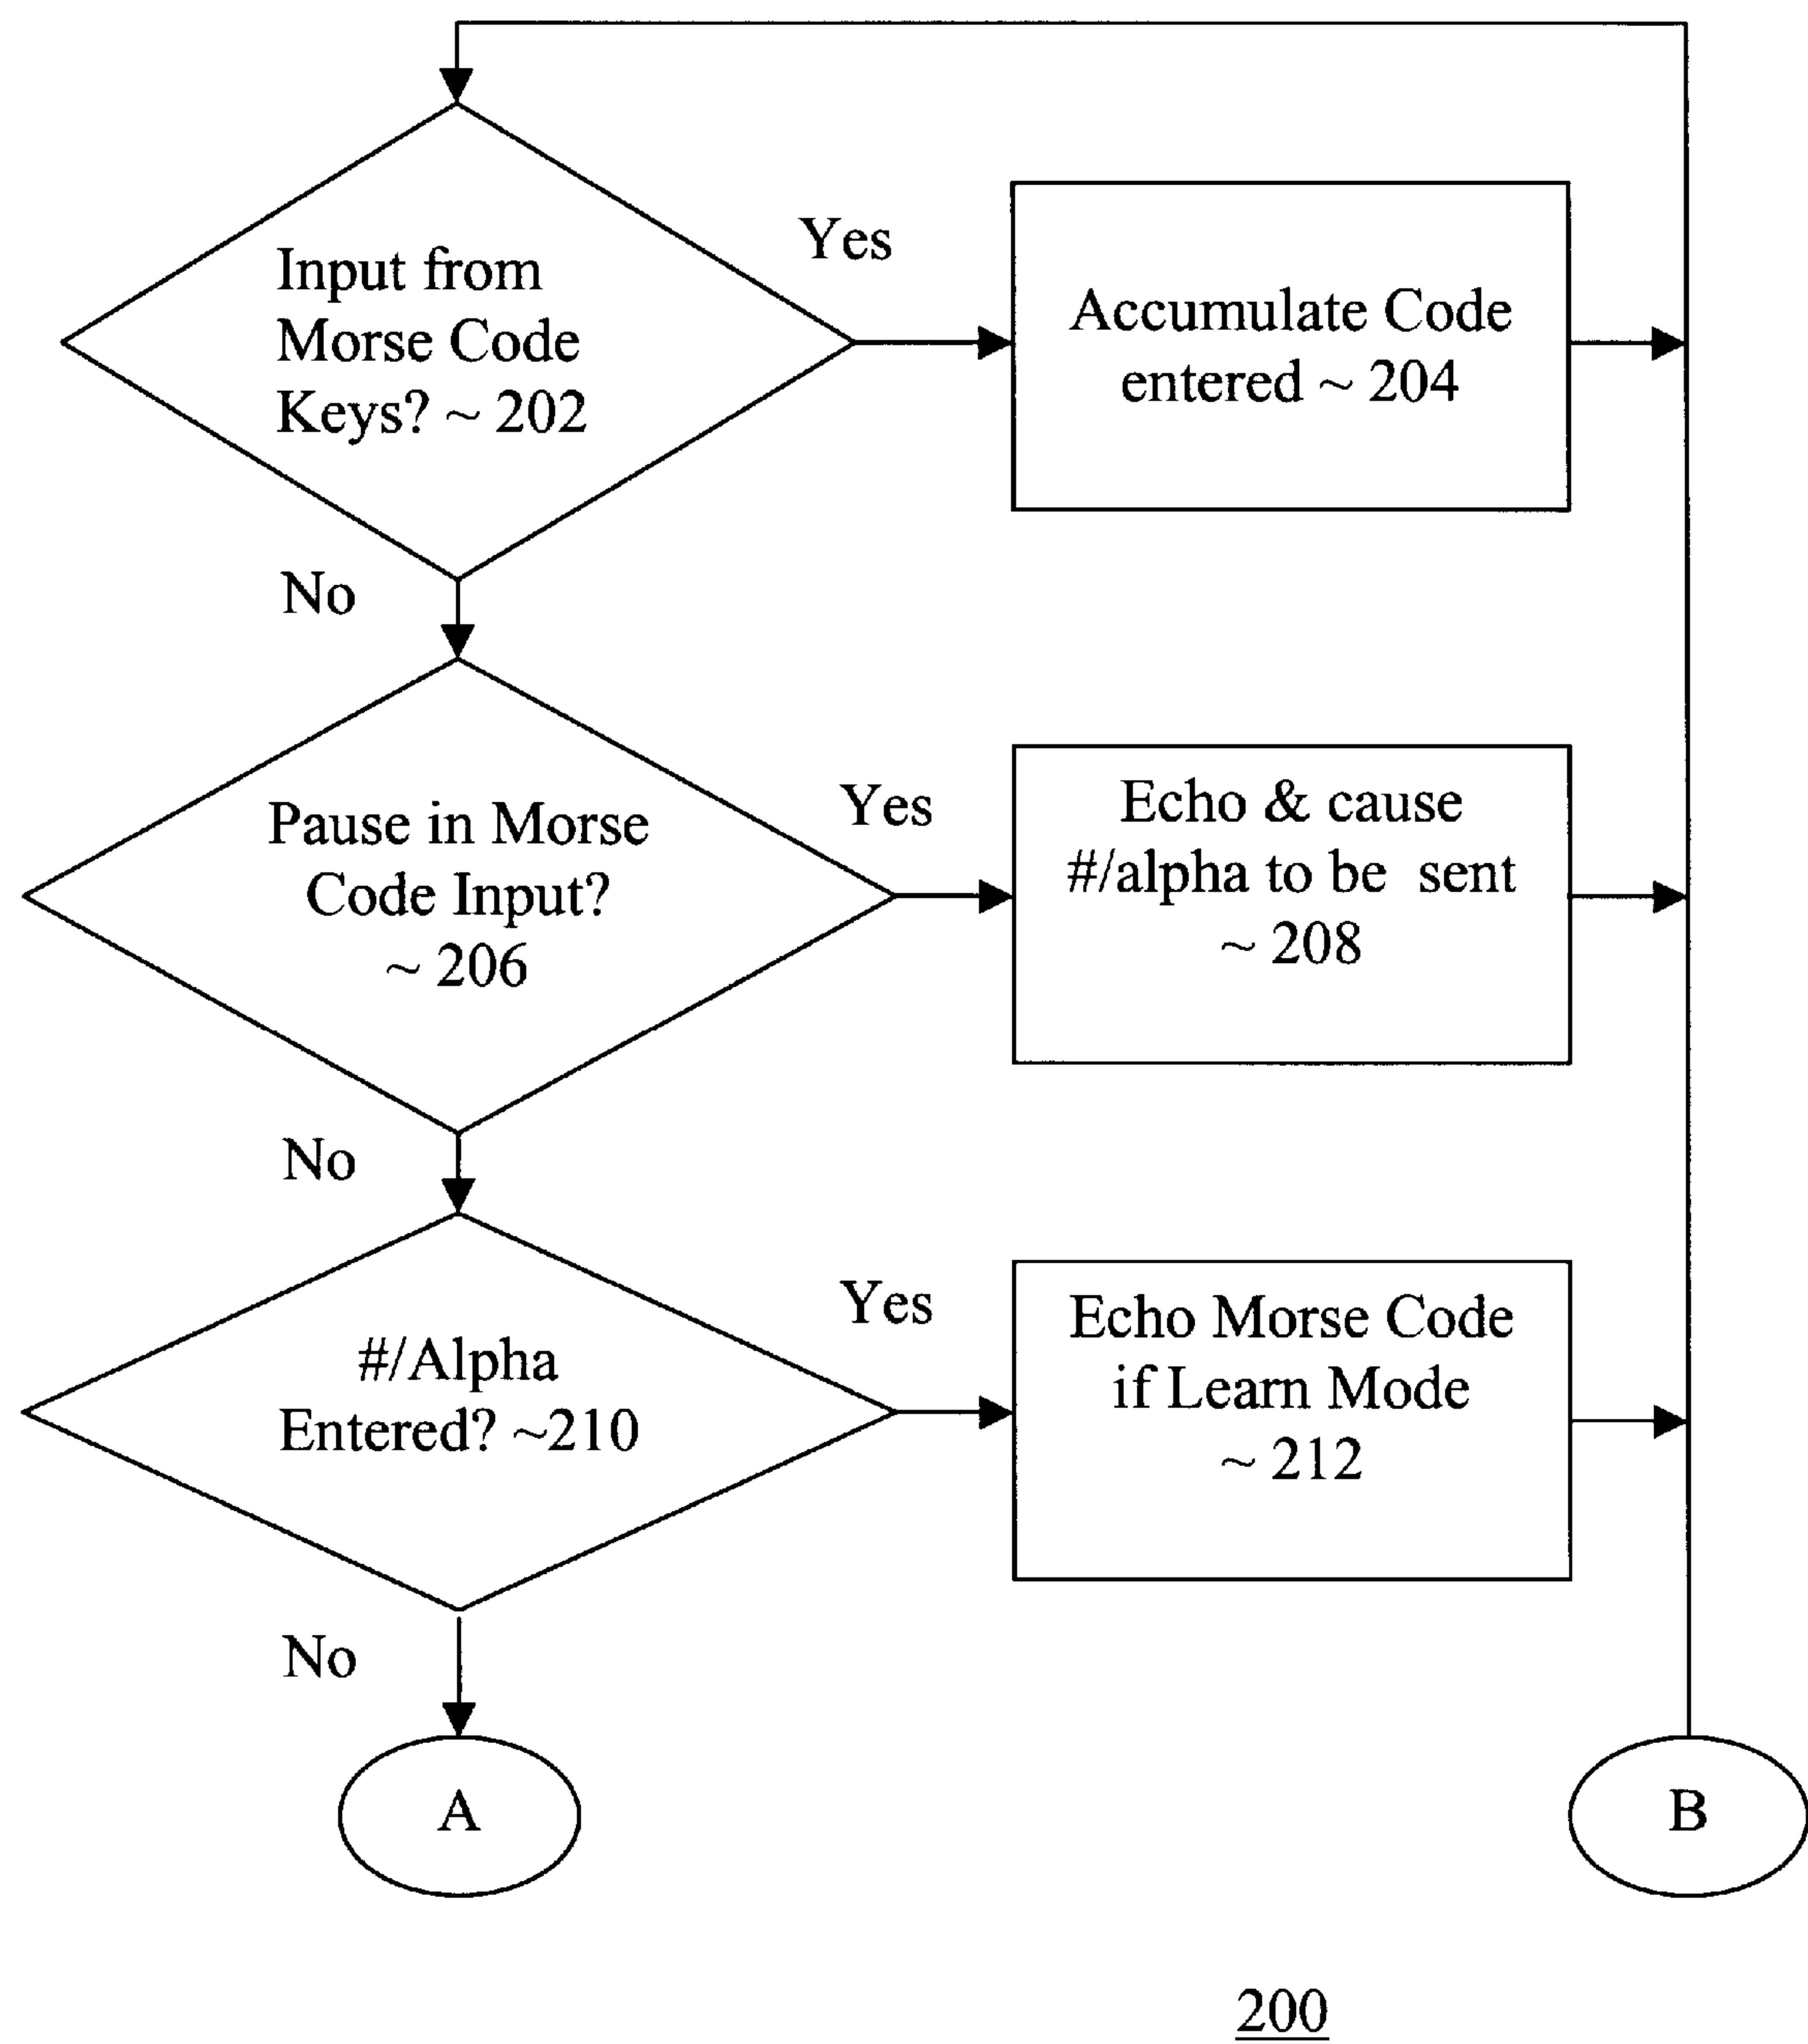 Yes
Input from
Morse Code
Keys? ~ 202
Accumulate Code
entered ~ 204
No
Yes
Pause in Morse
Code Input?
~ 206
Echo & cause
#/alpha to be sent
~ 208
No
Yes
#/Alpha
Entered? ~210
Echo Morse Code
if Learn Mode
~ 212
No
A
B
200